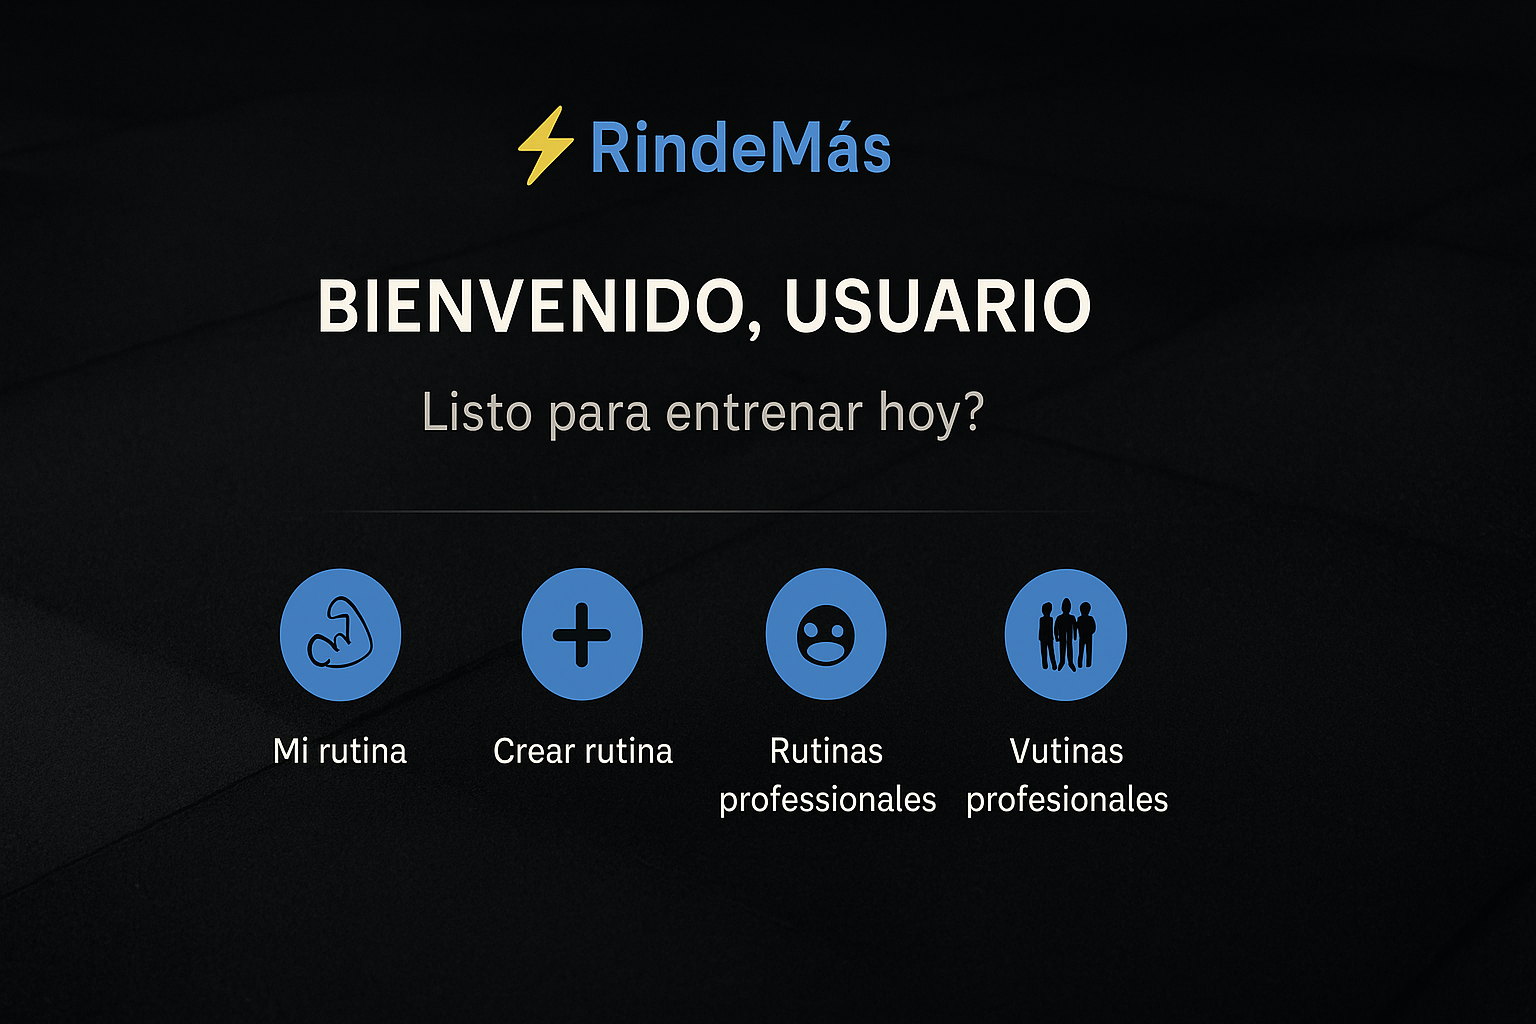 RindeMás
BIENVENIDO, USUARIO
Listo para entrenar hoy?
Mi rutina
Crear rutina
Rutinas
professionales
Vutinas
profesionales